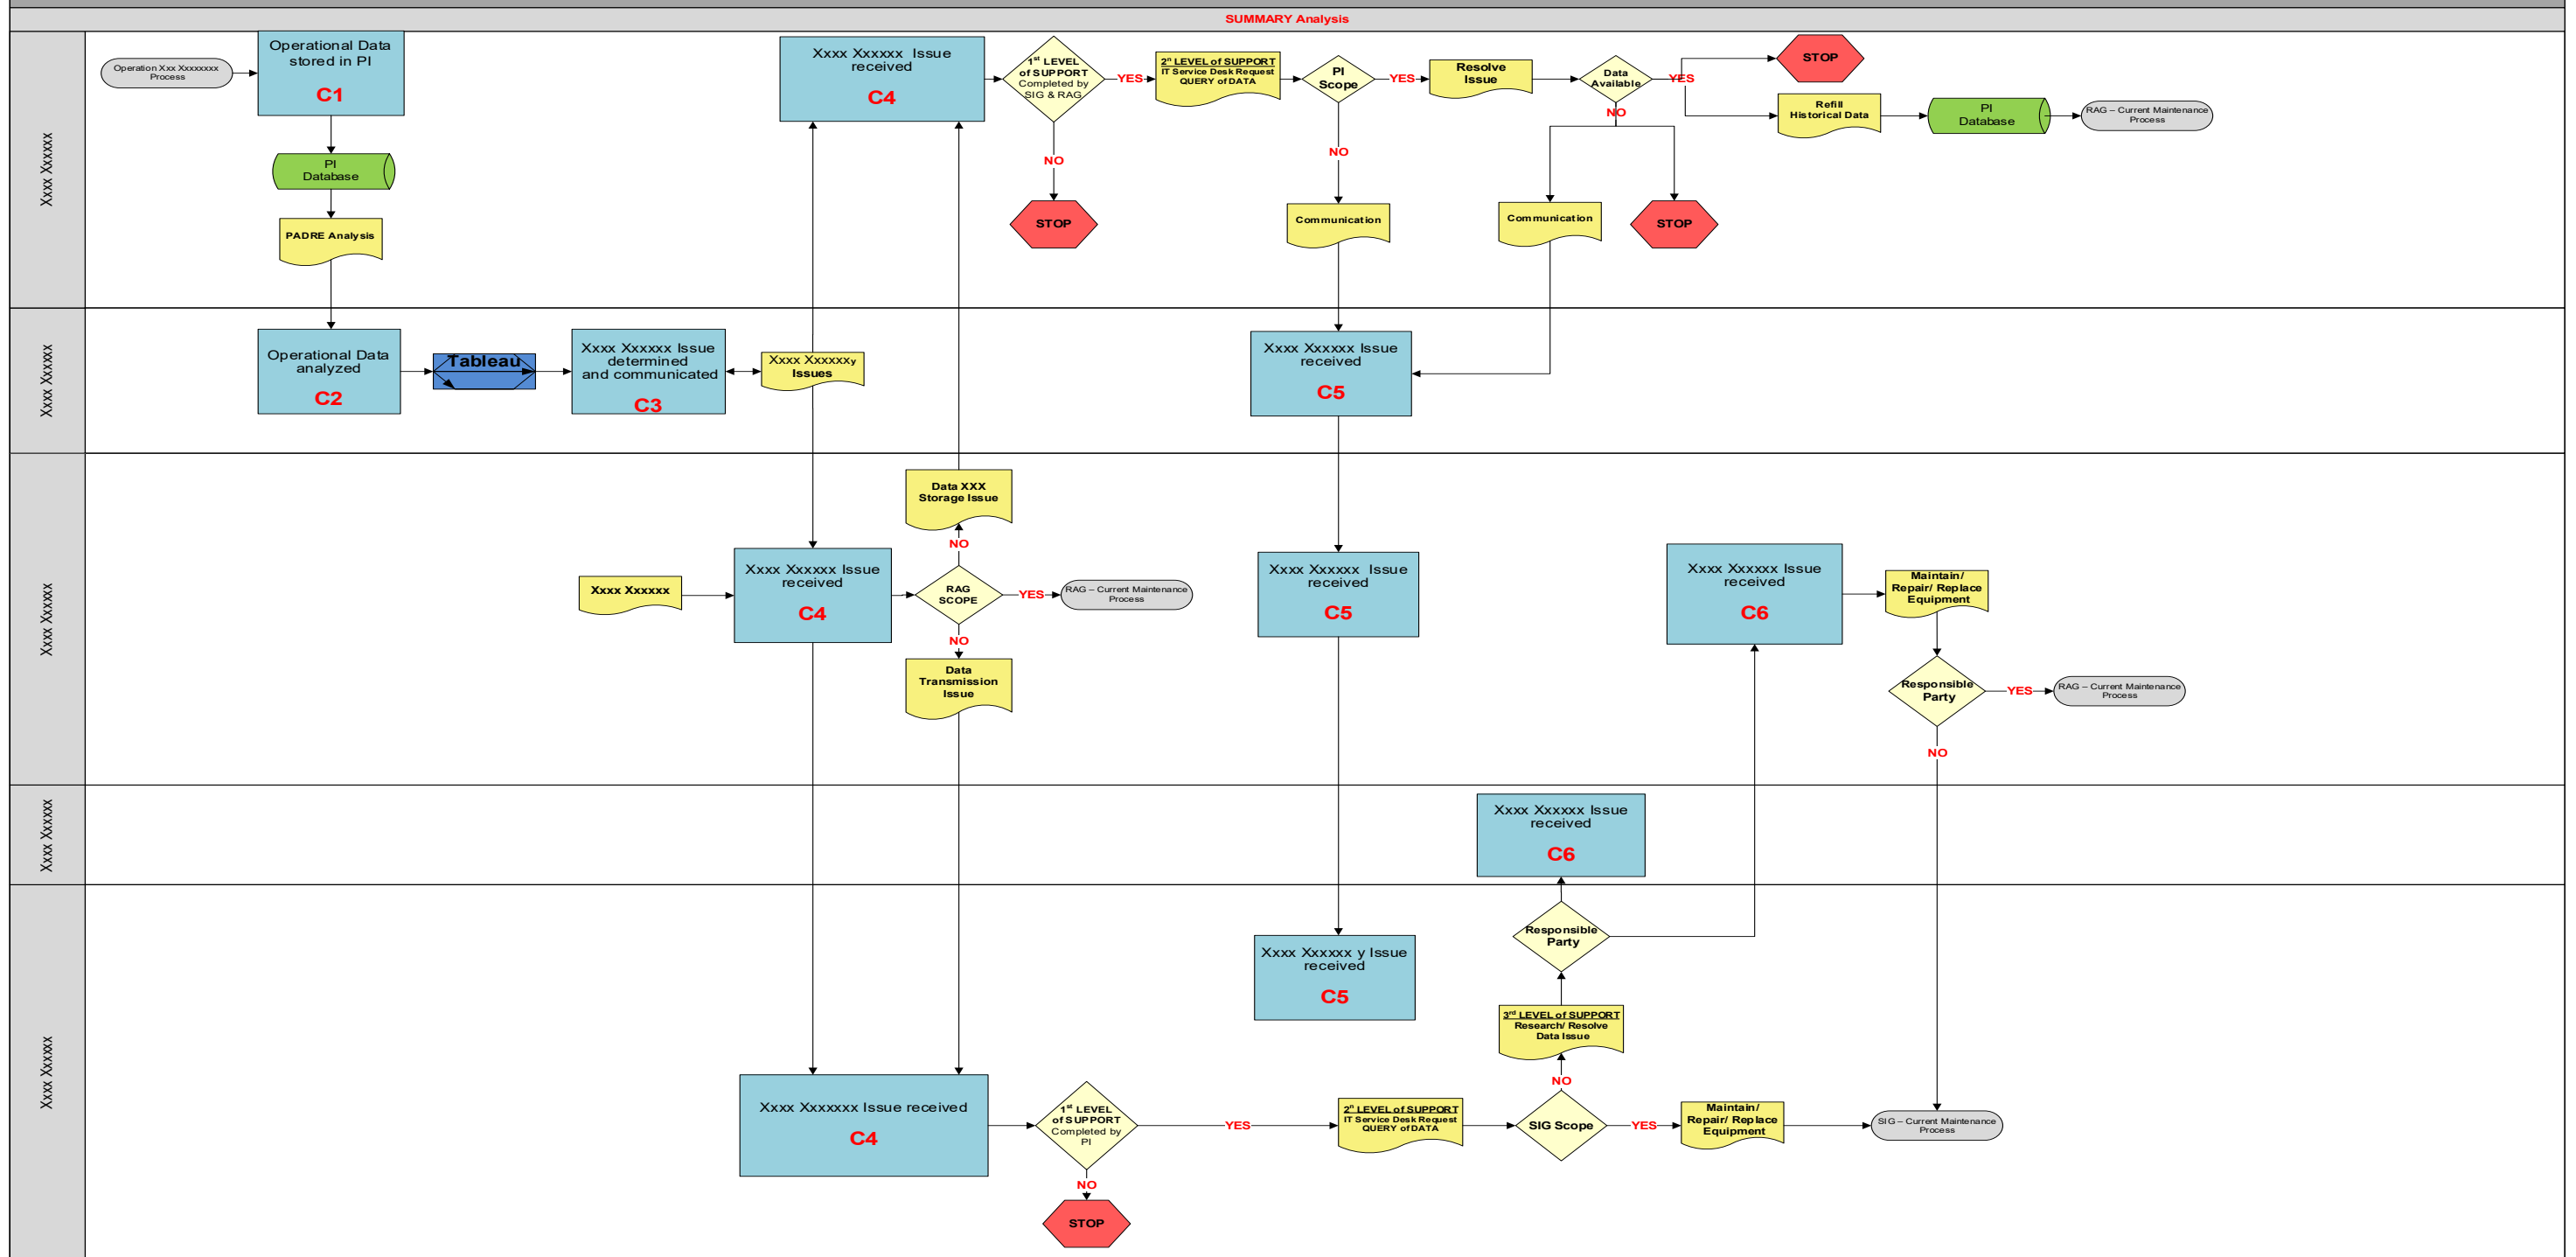 SUMMARY Analysis
Xxxx Xxxxxx
Operation Xxx Xxxxxxxx
Process
Operational Data
stored in PI
C1
PI
Database
PADRE Analysis
Xxxx Xxxxxx Issue
received
C4
1st LEVEL
of SUPPORT
Completed by
SIG & RAG
YES
NO
STOP
2n LEVEL of SUPPORT
IT Service Desk Request
QUERY of DATA
PI
Scope
YES
NO
Communication
Resolve
Issue
Data
Available
YES
NO
Communication
STOP
STOP
Refill
Historical Data
PI
Database
RAG – Current Maintenance
Process
Xxxx Xxxxxx
Operational Data
analyzed
C2
Tableau
Xxxx Xxxxxx Issue
determined
and communicated
C3
Xxxx Xxxxxxy
Issues
Xxxx Xxxxxx Issue
received
C5
Xxxx Xxxxxx
Xxxx Xxxxxx
Xxxx Xxxxxx Issue
received
C4
Data XXX
Storage Issue
NO
RAG
SCOPE
YES
RAG – Current Maintenance
Process
NO
Data
Transmission
Issue
Xxxx Xxxxxx Issue
received
C5
Xxxx Xxxxxx Issue
received
C6
Maintain/
Repair/ Replace
Equipment
Responsible
Party
YES
RAG – Current Maintenance
Process
NO
Xxxx Xxxxxx
Xxxx Xxxxxx Issue
received
C6
Xxxx Xxxxxx
Xxxx Xxxxxx y Issue
received
C5
Responsible
Party
3rd LEVEL of SUPPORT
Research/ Resolve
Data Issue
NO
Xxxx Xxxxxxx Issue received
C4
1st LEVEL
of SUPPORT
Completed by
PI
YES
NO
STOP
2n LEVEL of SUPPORT
IT Service Desk Request
QUERY of DATA
SIG Scope
YES
Maintain/
Repair/ Replace
Equipment
SIG – Current Maintenance
Process